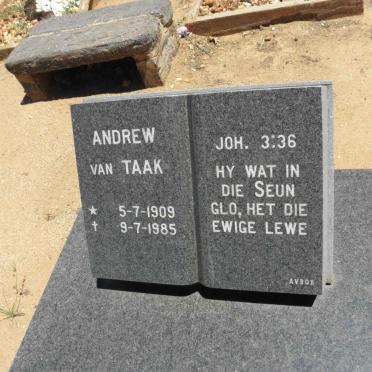 ANDREW
VAN TAAK
* 5-7-1909
† 9-7-1985
JOH. 3:36
HY WAT IN
DIE SEUN
GLO, HET DIE
EWIGE LEWE
AVBOB